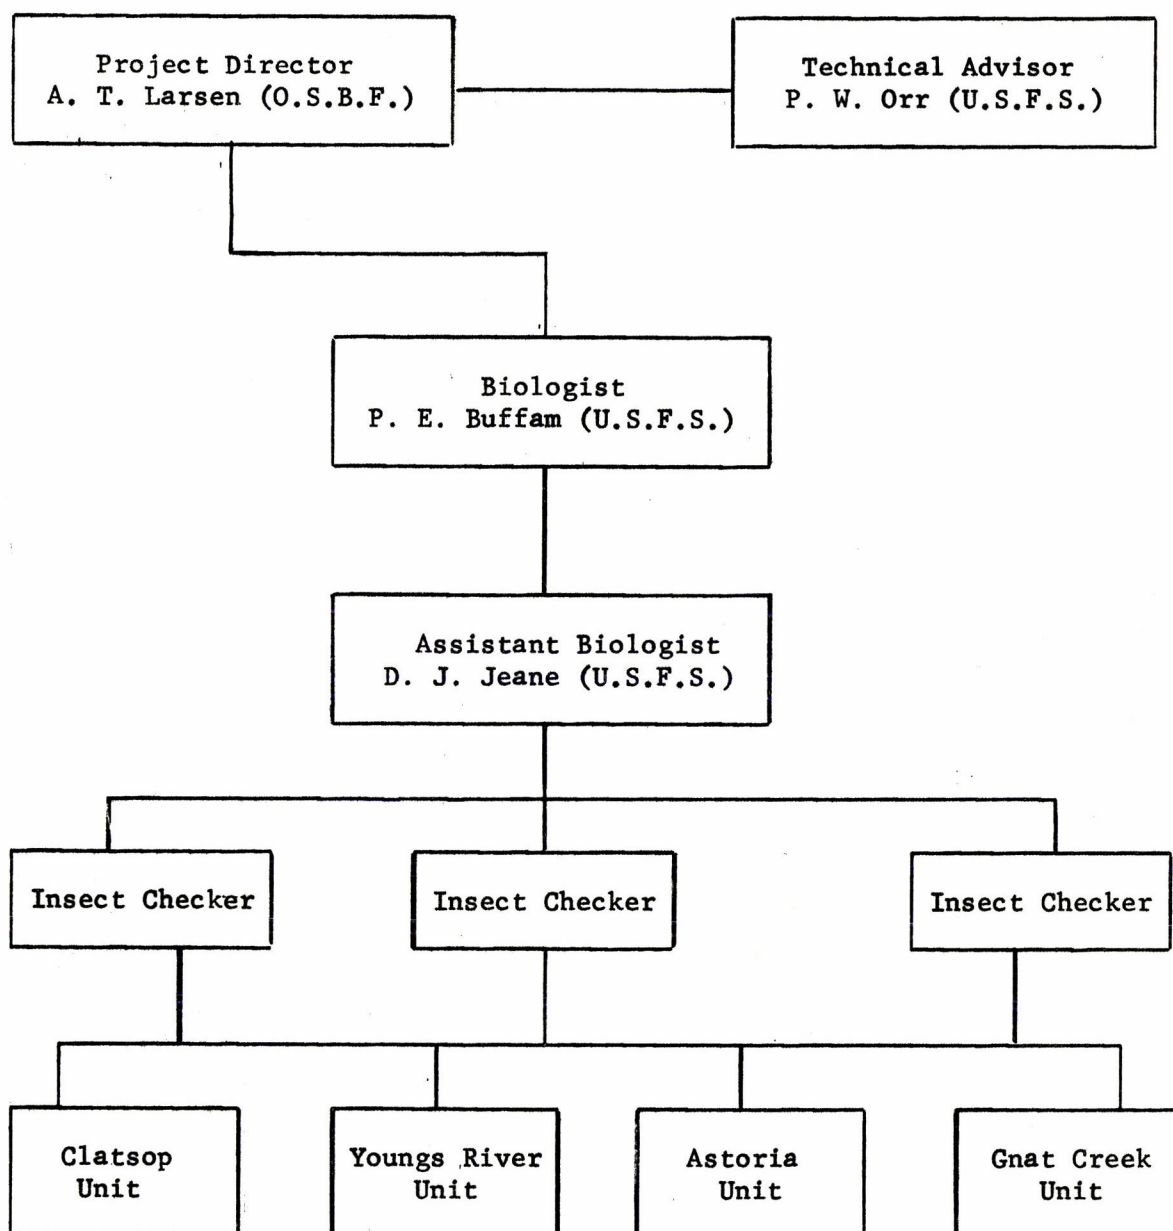 Project Director
A. T. Larsen (O.S.B.F.)
Technical Advisor
P. W. Orr (U.S.F.S.)
Biologist
P. E. Buffam (U.S.F.S.)
Assistant Biologist
D. J. Jeane (U.S.F.S.)
Insect Checker
Insect Checker
Insect Checker
Clatsop
Unit
Youngs River
Unit
Astoria
Unit
Gnat Creek
Unit